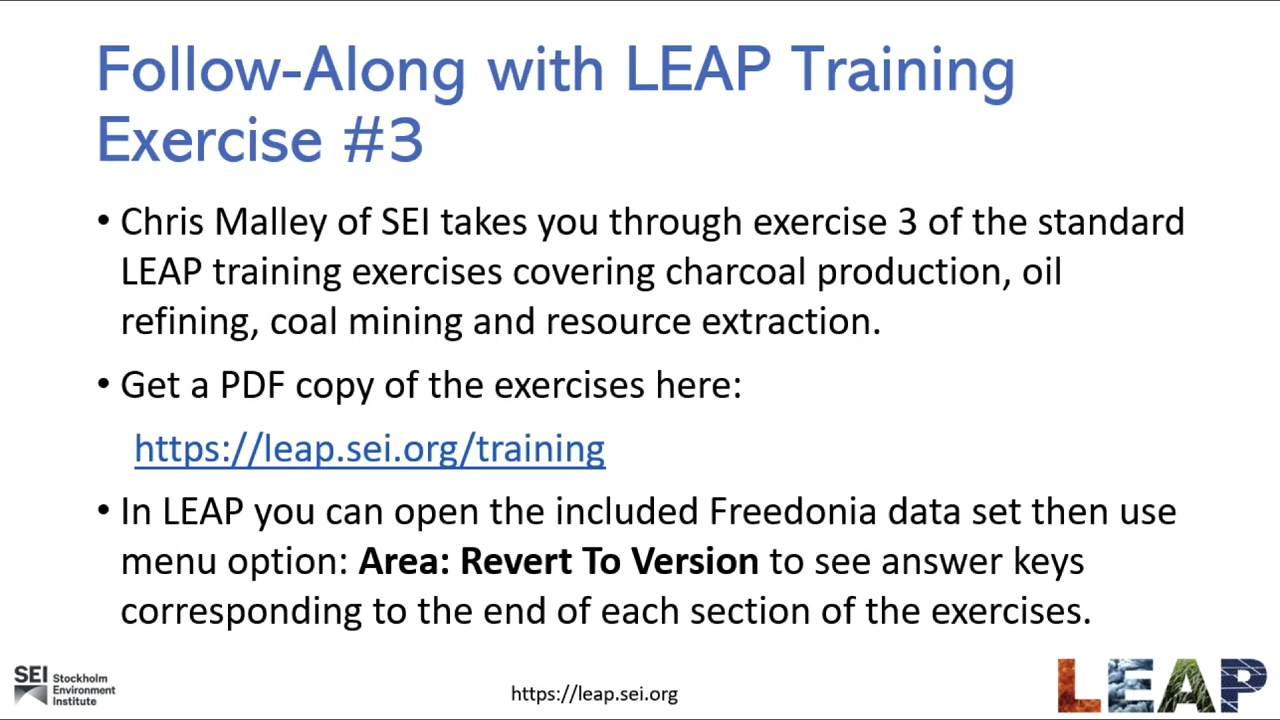 Follow-Along with LEAP Training
Exercise #3
• Chris Malley of SEI takes you through exercise 3 of the standard
LEAP training exercises covering charcoal production, oil
refining, coal mining and resource extraction.
• Get a PDF copy of the exercises here:
https://leap.sei.org/training
• In LEAP you can open the included Freedonia data set then use
menu option: Area: Revert To Version to see answer keys
corresponding to the end of each section of the exercises.
SEI Stockholm
Environment
Institute
https://leap.sei.org
LEAP